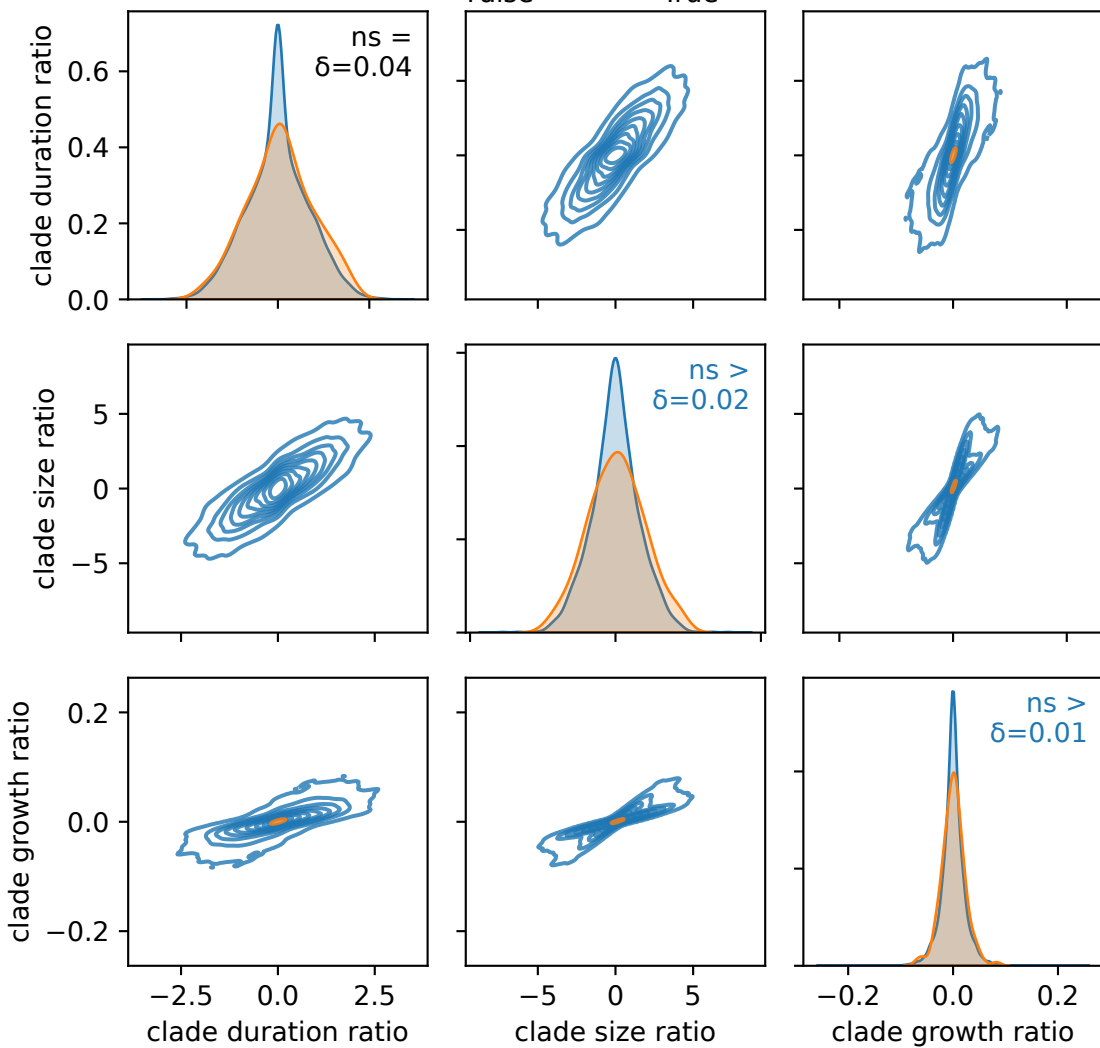 clade duration ratio
0.6
0.4
0.2
0.0
ns =
δ=0.04
clade size ratio
5
0
−5
ns >
δ=0.02
clade growth ratio
0.2
0.0
−0.2
ns >
δ=0.01
−2.5 0.0 2.5
−5 0 5
−0.2 0.0 0.2
clade duration ratio
clade size ratio
clade growth ratio